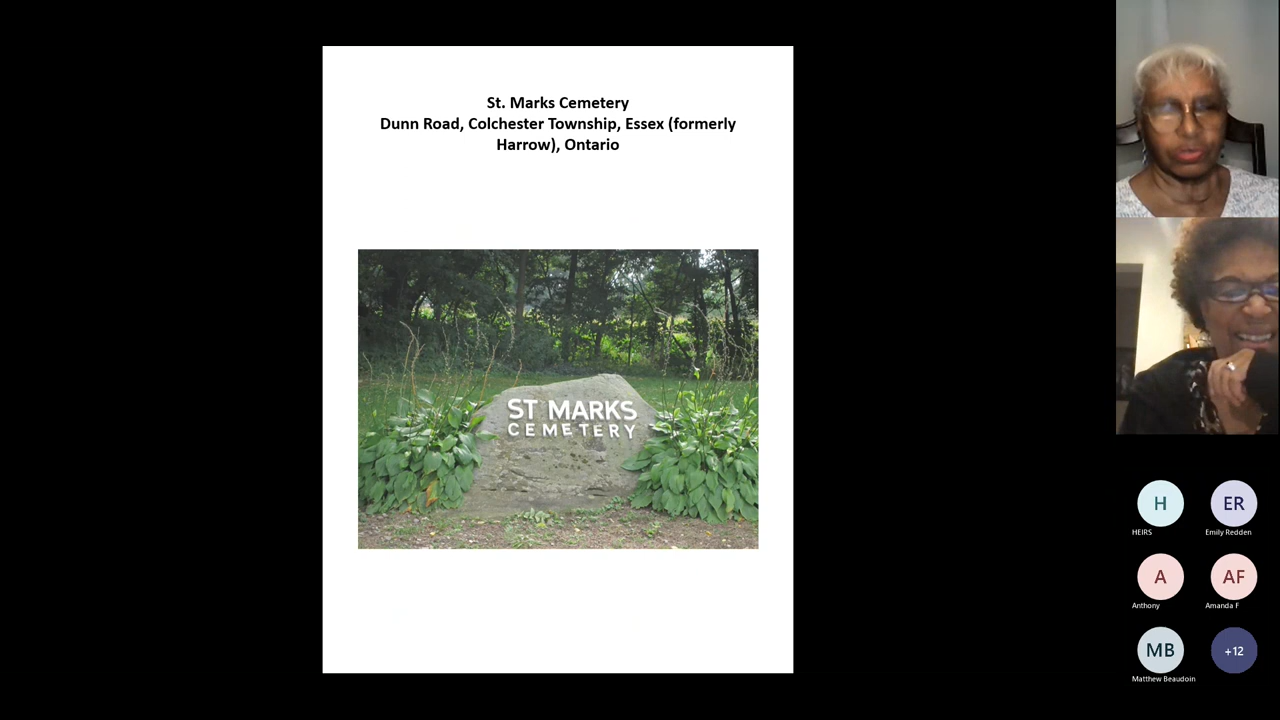 St. Marks Cemetery
Dunn Road, Colchester Township, Essex (formerly
Harrow), Ontario
ST MARKS
CEMETERY
H
ER
HEIRS
Emily Redden
A
AF
Anthony
Amanda F
MB
+12
Matthew Beaudoin